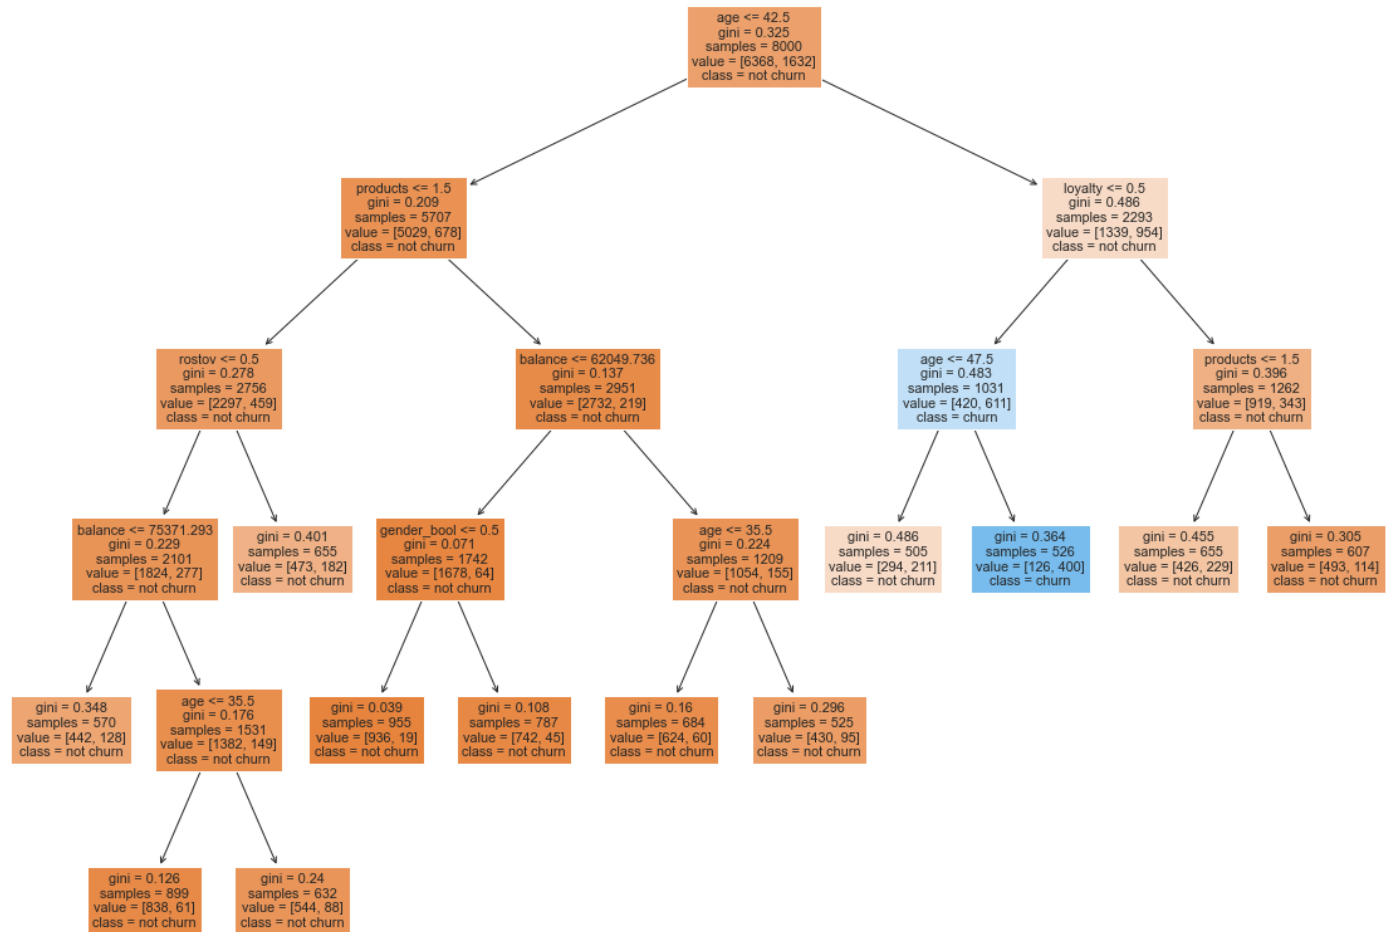 age <= 42.5
gini = 0.325
samples = 8000
value = [6368, 1632]
class = not churn
products <= 1.5
gini = 0.209
samples = 5707
value = [5029, 678]
class = not churn
loyalty <= 0.5
gini = 0.486
samples = 2293
value = [1339, 954]
class = not churn
rostov <= 0.5
gini = 0.278
samples = 2756
value = [2297, 459]
class = not churn
balance <= 62049.736
gini = 0.137
samples = 2951
value = [2732, 219]
class = not churn
age <= 47.5
gini = 0.483
samples = 1031
value = [420, 611]
class = churn
products <= 1.5
gini = 0.396
samples = 1262
value = [919, 343]
class = not churn
balance <= 75371.293
gini = 0.229
samples = 2101
value = [1824, 277]
class = not churn
gini = 0.401
samples = 655
value = [473, 182]
class = not churn
gender_bool <= 0.5
gini = 0.071
samples = 1742
value = [1678, 64]
class = not churn
age <= 35.5
gini = 0.224
samples = 1209
value = [1054, 155]
class = not churn
gini = 0.486
samples = 505
value = [294, 211]
class = not churn
gini = 0.364
samples = 526
value = [126, 400]
class = churn
gini = 0.455
samples = 655
value = [426, 229]
class = not churn
gini = 0.305
samples = 607
value = [493, 114]
class = not churn
gini = 0.348
samples = 570
value = [442, 128]
class = not churn
age <= 35.5
gini = 0.176
samples = 1531
value = [1382, 149]
class = not churn
gini = 0.039
samples = 955
value = [936, 19]
class = not churn
gini = 0.108
samples = 787
value = [742, 45]
class = not churn
gini = 0.16
samples = 684
value = [624, 60]
class = not churn
gini = 0.296
samples = 525
value = [430, 95]
class = not churn
gini = 0.126
samples = 899
value = [838, 61]
class = not churn
gini = 0.24
samples = 632
value = [544, 88]
class = not churn